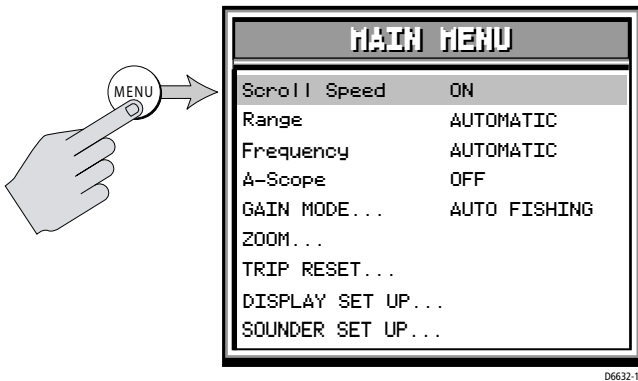 MAIN MENU
MENU
Scroll Speed ON
Range AUTOMATIC
Frequency AUTOMATIC
A-Scope OFF
GAIN MODE... AUTO FISHING
ZOOM...
TRIP RESET...
DISPLAY SET UP...
SOUNDER SET UP...
D6632-1